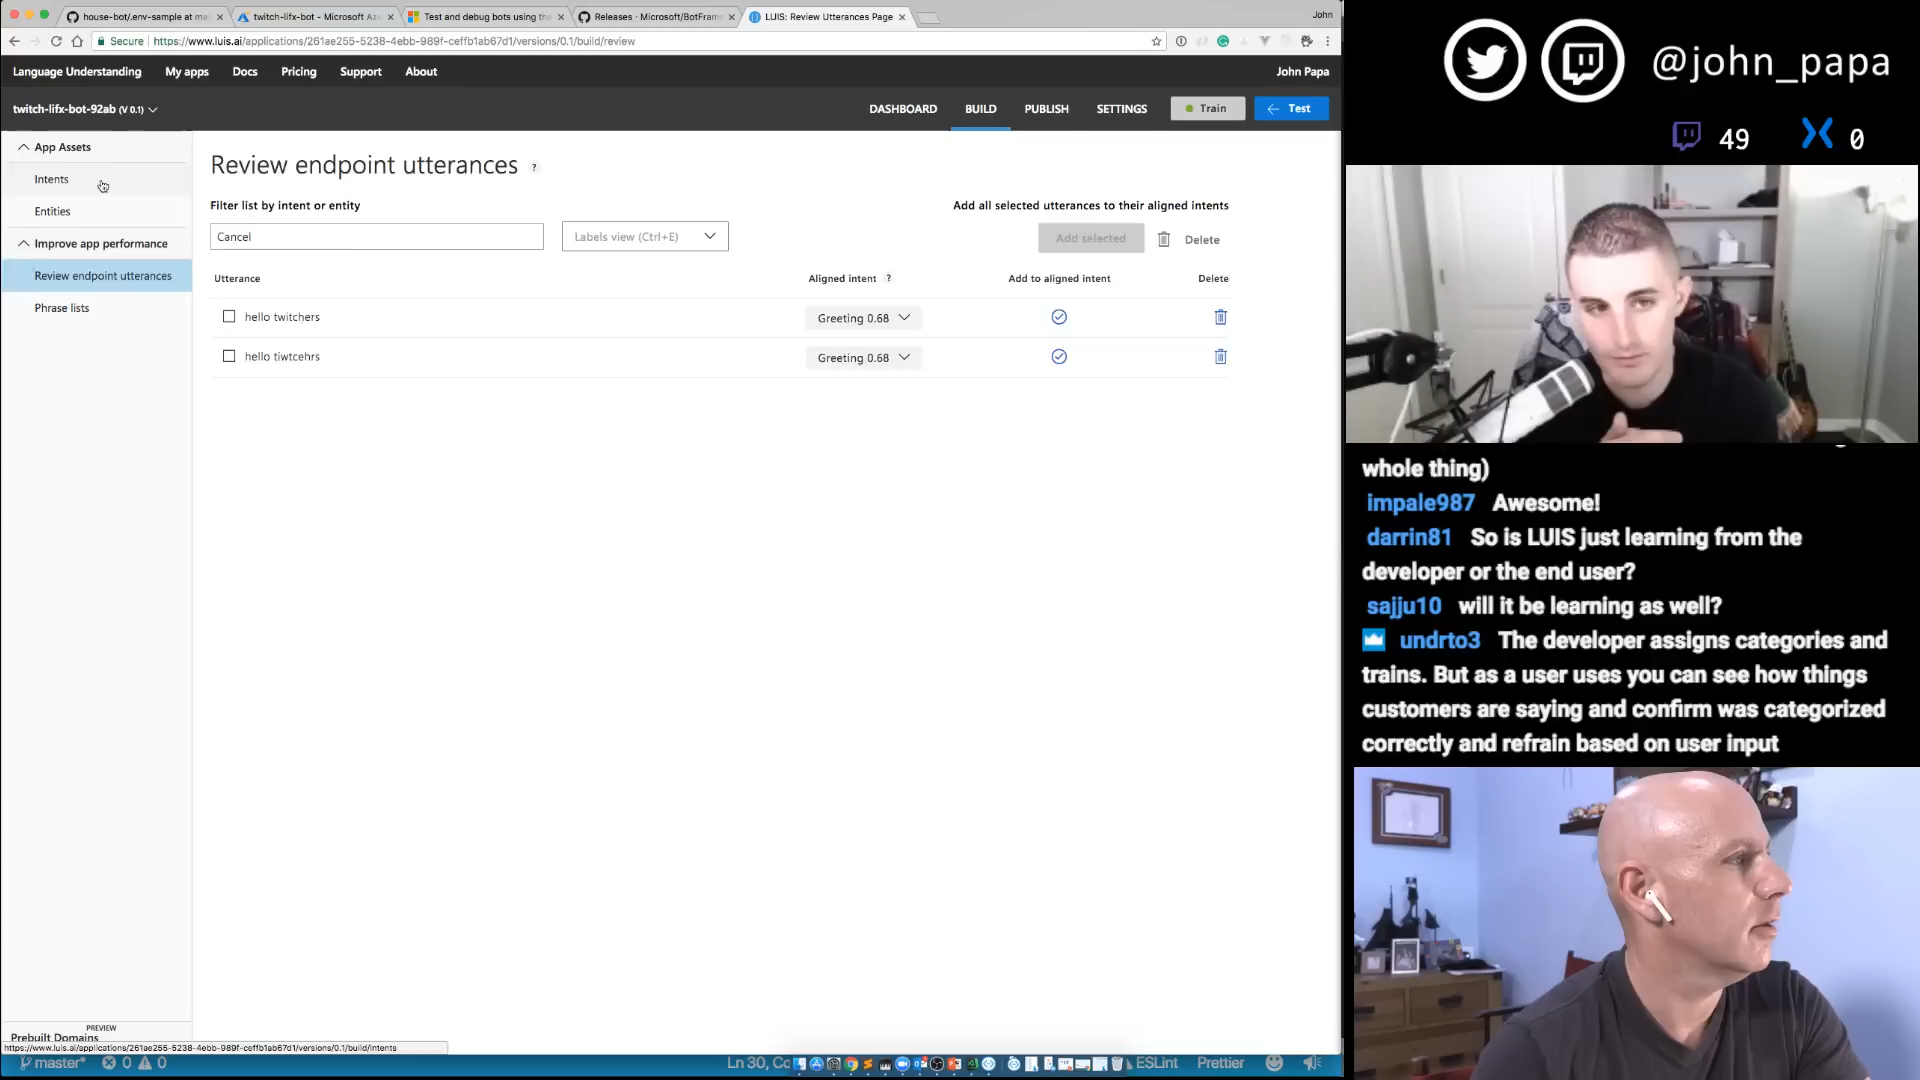 house-bot/.env-sample at ma
twitch-lifx-bot - Microsoft Az
Test and debug bots using the
Releases · Microsoft/BotFram
LUIS: Review Utterances Page
John
Secure
https://www.luis.ai/applications/261ae255-5238-4ebb-989f-ceffb1ab67d1/versions/0.1/build/review
Language Understanding
My apps
Docs
Pricing
Support
About
John Papa
twitch-lifx-bot-92ab (V 0.1)
DASHBOARD
BUILD
PUBLISH
SETTINGS
Train
Test
App Assets
Intents
Entities
Improve app performance
Review endpoint utterances
Phrase lists
PREVIEW
Prebuilt Domains
Review endpoint utterances ?
Filter list by intent or entity
Add all selected utterances to their aligned intents
Cancel
Labels view (Ctrl+E)
Add selected
Delete
Utterance
Aligned intent ?
Add to aligned intent
Delete
hello twitchers
Greeting 0.68
hello tiwtcehrs
Greeting 0.68
https://www.luis.ai/applications/261ae255-5238-4ebb-989f-ceffb1ab67d1/versions/0.1/build/intents
master*
0
0
Ln 30, Co
ESLint
Prettier
@john_papa
49
0
whole thing)
impale987 Awesome!
darrin81 So is LUIS just learning from the
developer or the end user?
sajju10 will it be learning as well?
undrto3 The developer assigns categories and
trains. But as a user uses you can see how things
customers are saying and confirm was categorized
correctly and refrain based on user input